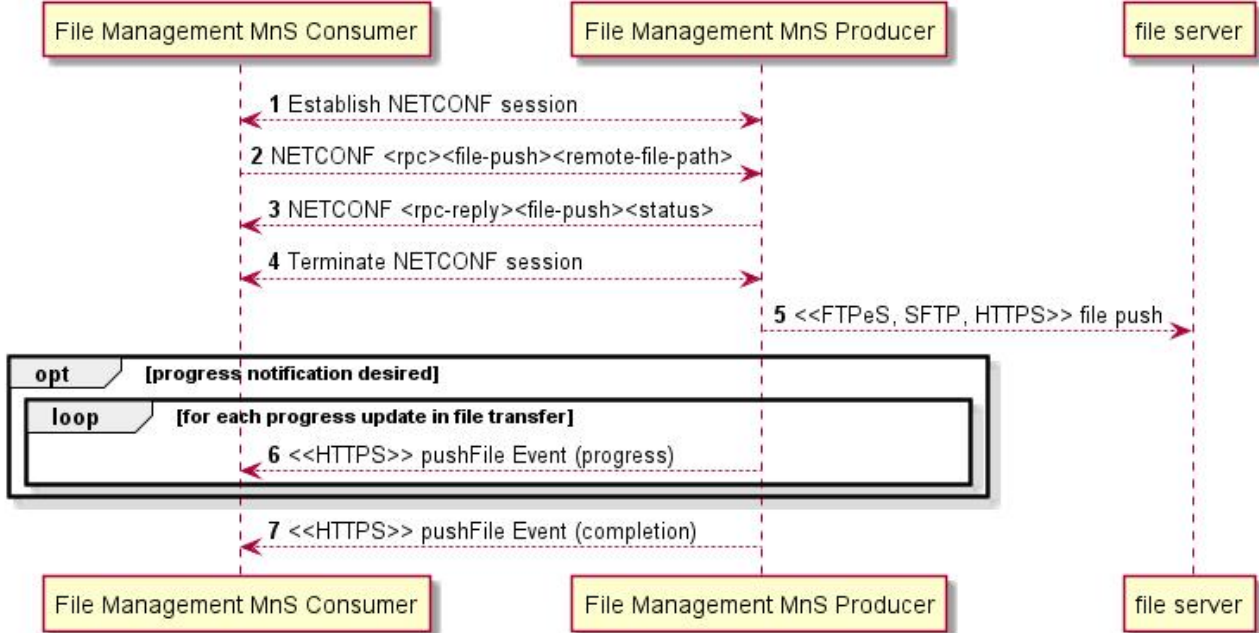 File Management MnS Consumer
File Management MnS Producer
file server
1 Establish NETCONF session
2 NETCONF <rpc><file-push><remote-file-path>
3 NETCONF <rpc-reply><file-push><status>
4 Terminate NETCONF session
5 <<FTPeS, SFTP, HTTPS>> file push
opt [progress notification desired]
loop [for each progress update in file transfer]
6 <<HTTPS>> pushFile Event (progress)
7 <<HTTPS>> pushFile Event (completion)
File Management MnS Consumer
File Management MnS Producer
file server